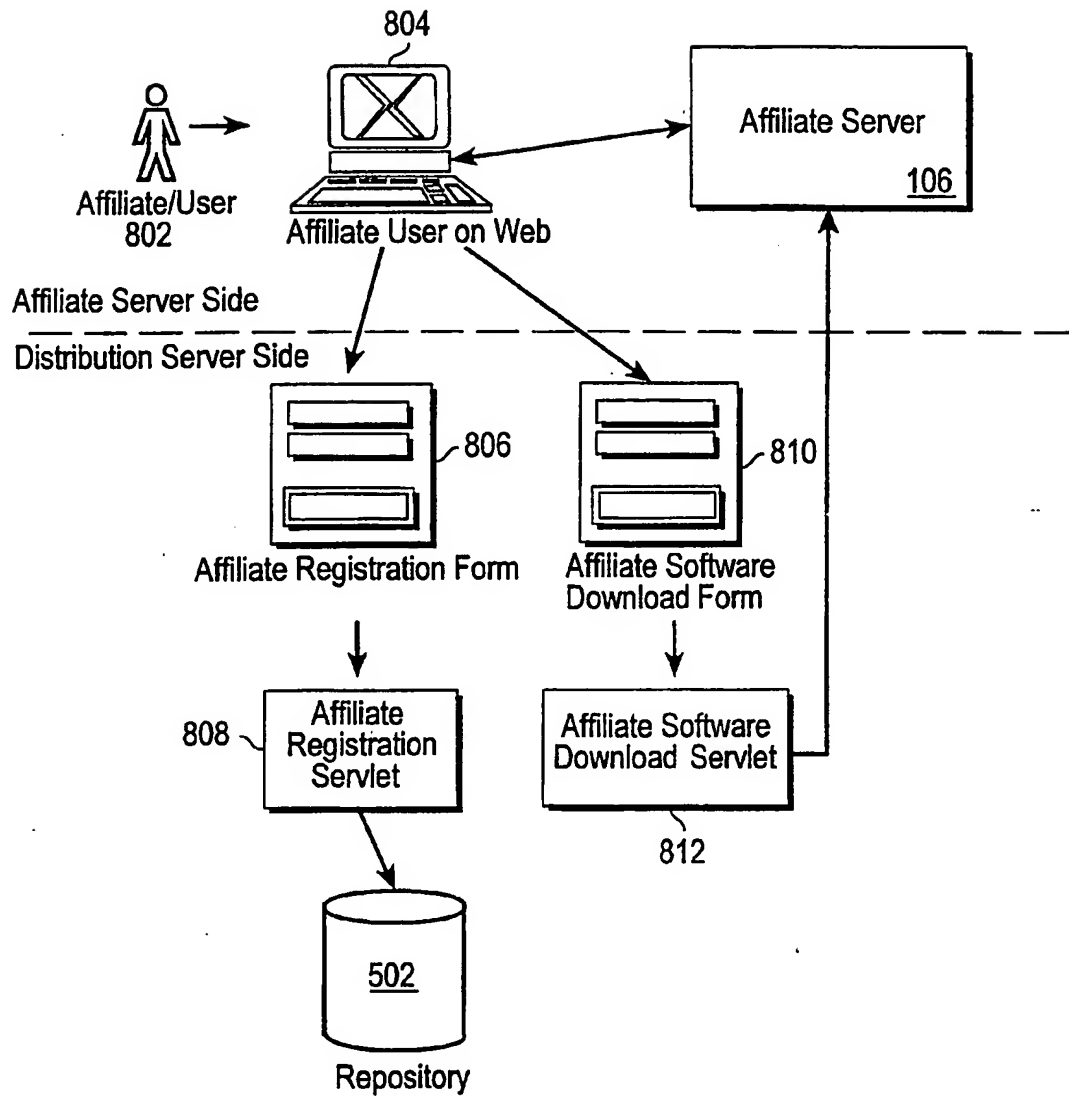 804
Affiliate Server
106
Affiliate/User
802
Affiliate User on Web
Affiliate Server Side
Distribution Server Side
806
810
Affiliate Registration Form
Affiliate Software
Download Form
808
Affiliate
Registration
Servlet
Affiliate Software
Download Servlet
812
502
Repository